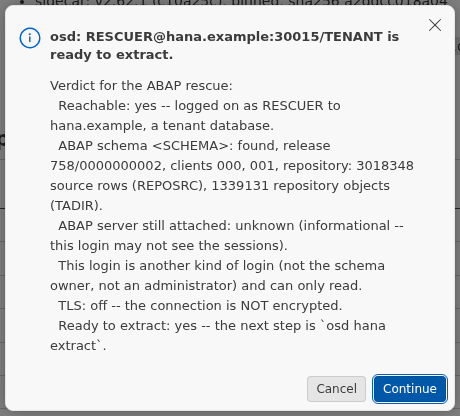 osd: RESCUER@hana.example:30015/TENANT is
ready to extract.
Verdict for the ABAP rescue:
Reachable: yes -- logged on as RESCUER to
hana.example, a tenant database.
ABAP schema <SCHEMA>: found, release
758/0000000002, clients 000, 001, repository: 3018348
source rows (REPOSRC), 1339131 repository objects
(TADIR).
ABAP server still attached: unknown (informational --
this login may not see the sessions).
This login is another kind of login (not the schema
owner, not an administrator) and can only read.
TLS: off -- the connection is NOT encrypted.
Ready to extract: yes -- the next step is `osd hana
extract`.
Cancel
Continue